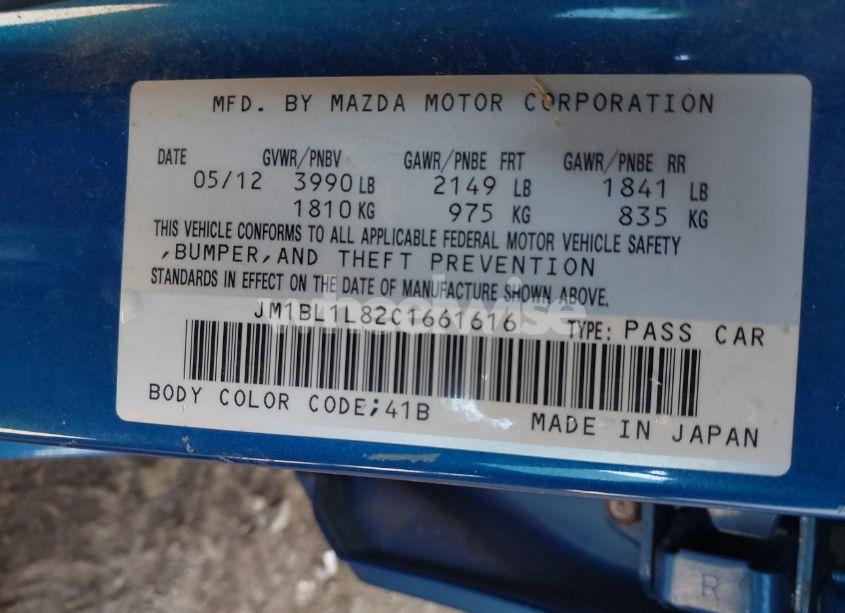 MFD. BY MAZDA MOTOR CORPORATION
DATE GVWR/PNBV GAWR/PNBE FRT GAWR/PNBE RR
05/12 3990 LB 2149 LB 1841 LB
1810 KG 975 KG 835 KG
THIS VEHICLE CONFORMS TO ALL APPLICABLE FEDERAL MOTOR VEHICLE SAFETY
,BUMPER,AND THEFT PREVENTION
STANDARDS IN EFFECT ON THE DATE OF MANUFACTURE SHOWN ABOVE.
wheelwise
JM1BL1L82C1661616 TYPE: PASS CAR
BODY COLOR CODE;41B MADE IN JAPAN
R